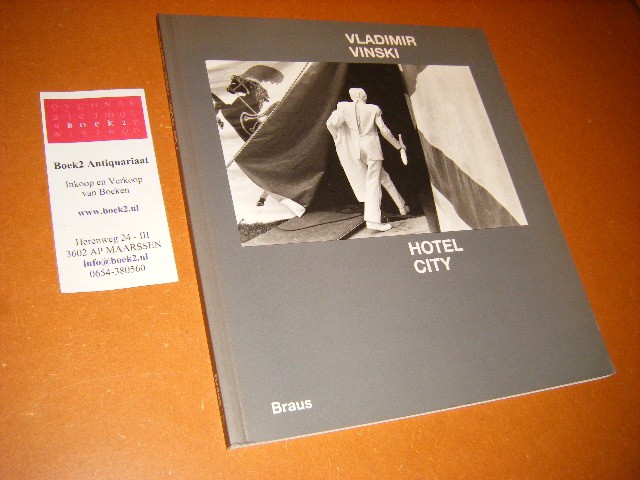 BOEK2
Boek2 Antiquariaat
Inkoop en Verkoop
van Boeken
www.boek2.nl
Herenweg 24 - III
3602 AP MAARSSEN
info@boek2.nl
0654-380560
VLADIMIR
VINSKI
HOTEL
CITY
Braus